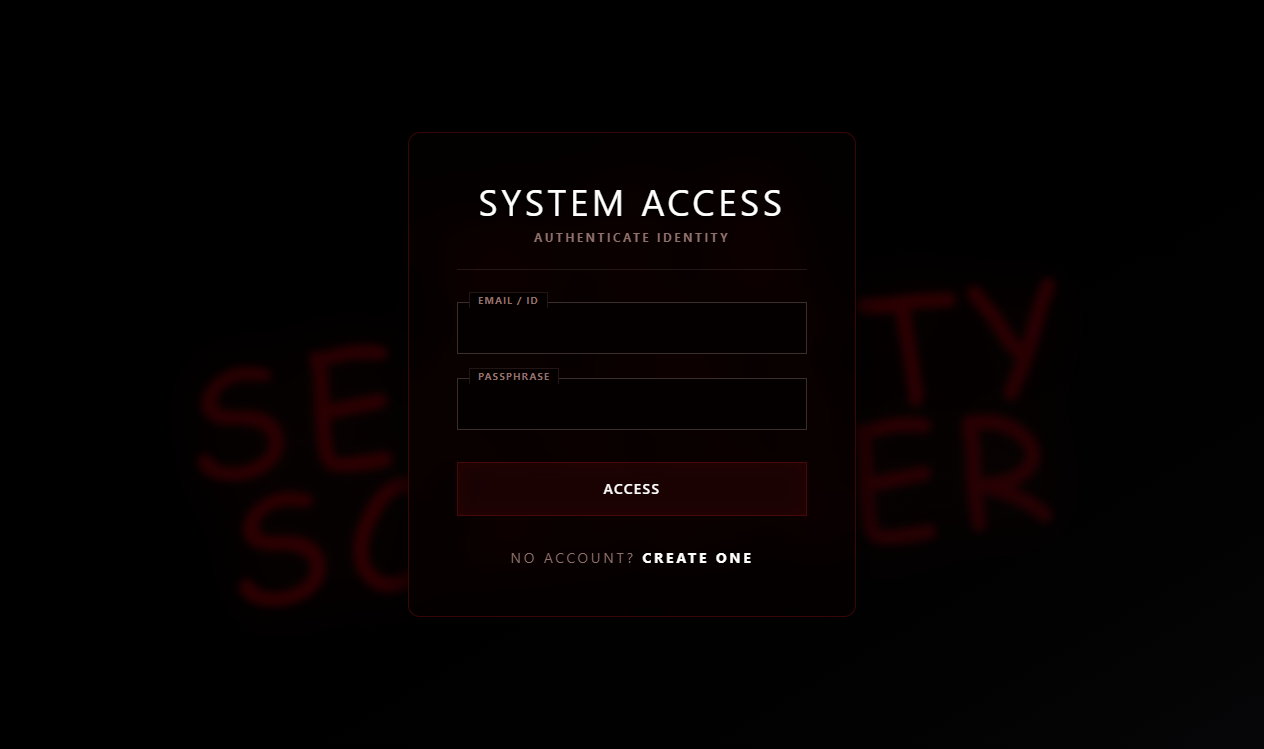 SYSTEM ACCESS
AUTHENTICATE IDENTITY
EMAIL / ID
PASSPHRASE
ACCESS
NO ACCOUNT? CREATE ONE